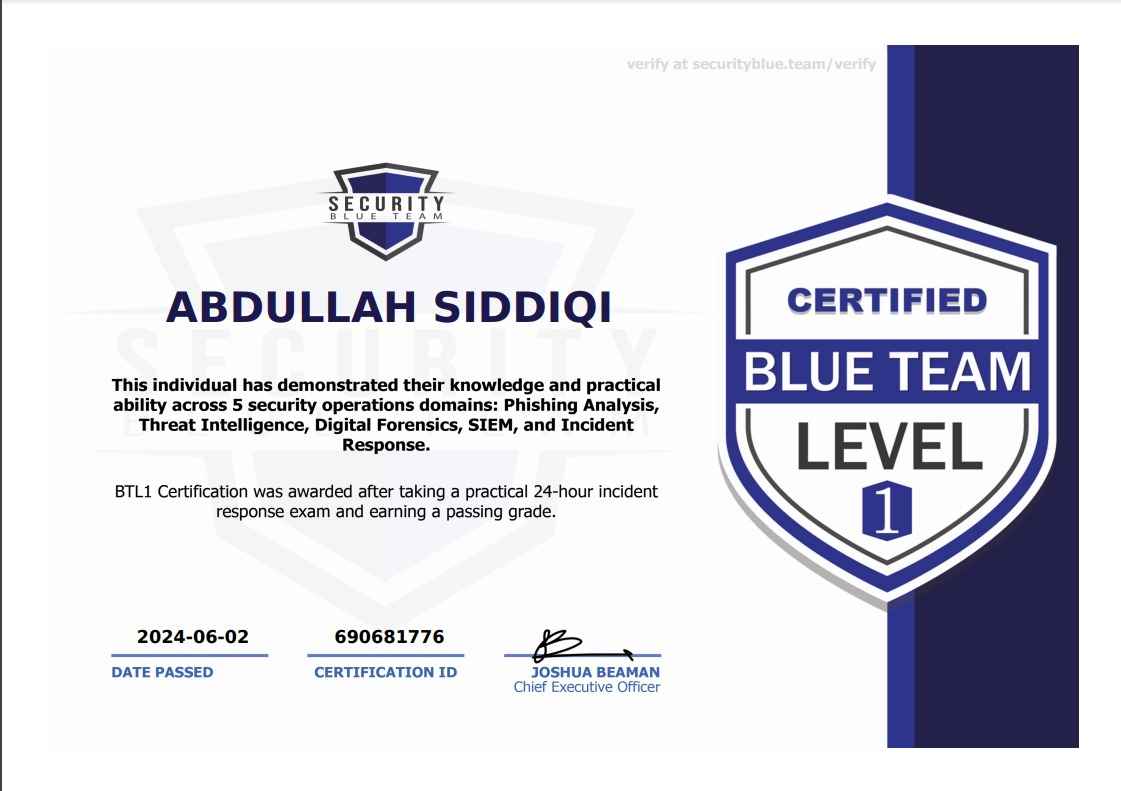 verify at securityblue.team/verify
SECURITY
BLUE TEAM
ABDULLAH SIDDIQI
This individual has demonstrated their knowledge and practical
ability across 5 security operations domains: Phishing Analysis,
Threat Intelligence, Digital Forensics, SIEM, and Incident
Response.
BTL1 Certification was awarded after taking a practical 24-hour incident
response exam and earning a passing grade.
2024-06-02
DATE PASSED
690681776
CERTIFICATION ID
JOSHUA BEAMAN
Chief Executive Officer
CERTIFIED
BLUE TEAM
LEVEL
1
SECURITY